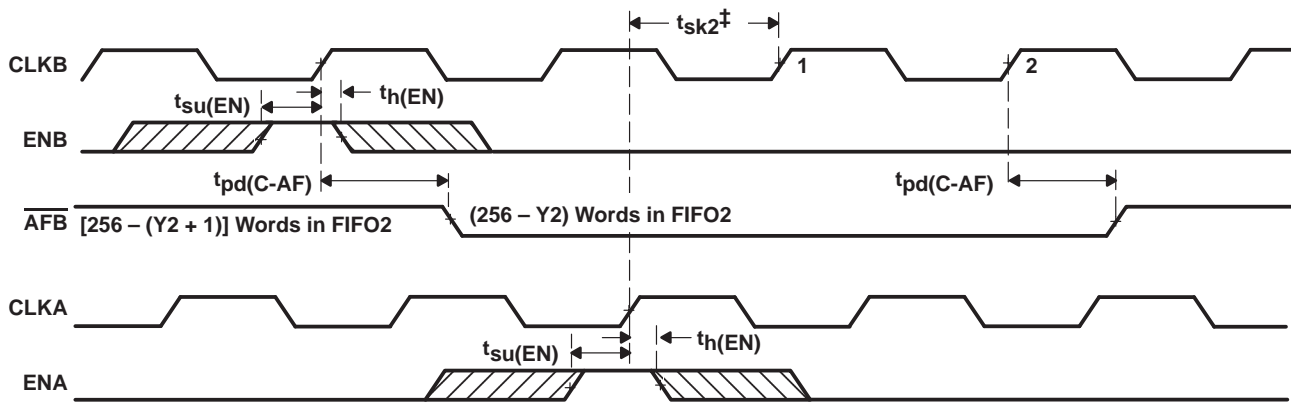 tsk2‡
CLKB
1
2
tsu(EN)
th(EN)
ENB
tpd(C-AF)
tpd(C-AF)
AFB
[256 – (Y2 + 1)] Words in FIFO2
(256 – Y2) Words in FIFO2
CLKA
tsu(EN)
th(EN)
ENA